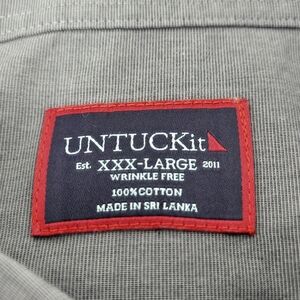 UNTUCKit
Est. XXX-LARGE 2011
WRINKLE FREE
100% COTTON
MADE IN SRI LANKA